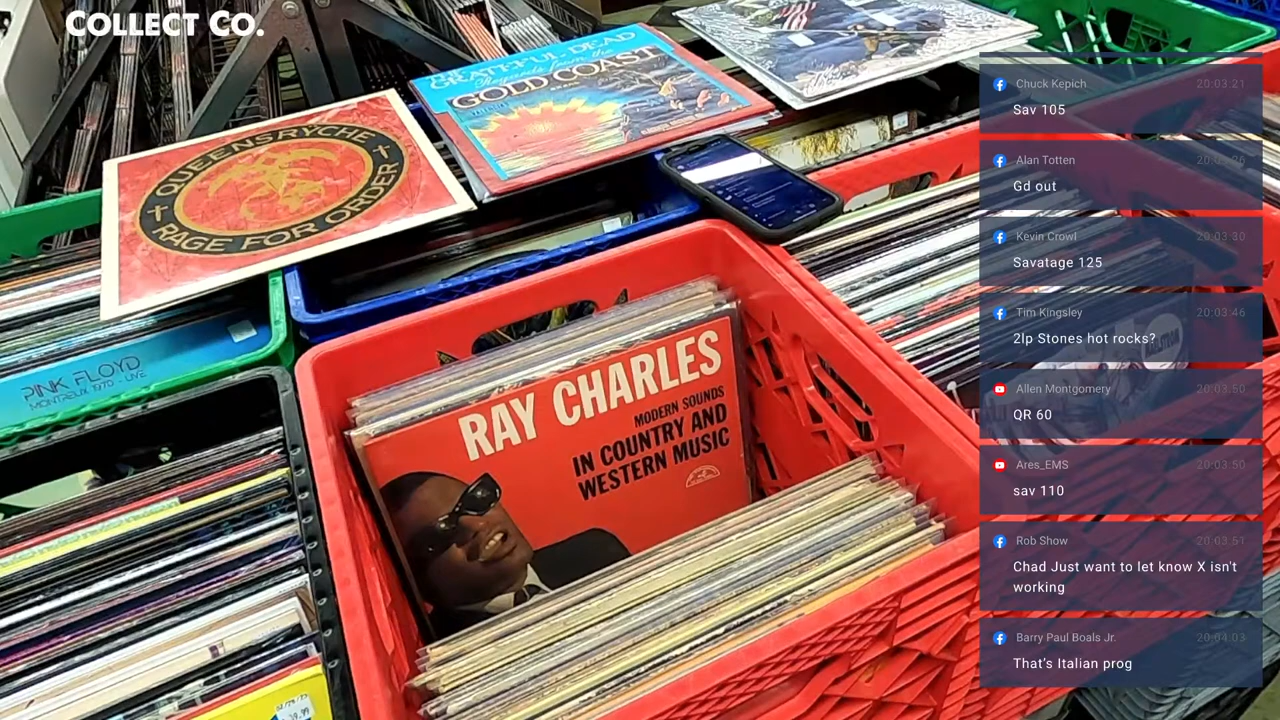 COLLECT CO.
QUEENSRŸCHE
RAGE FOR ORDER
GRATEFUL DEAD
GOLD COAST
PINK FLOYD
MONTREUX 1970 - LIVE
RAY CHARLES
MODERN SOUNDS
IN COUNTRY AND
WESTERN MUSIC
Chuck Kepich 20:03:21
Sav 105
Alan Totten
Gd out
Kevin Crowl 20:03:30
Savatage 125
Tim Kingsley 20:03:46
2lp Stones hot rocks?
Allen Montgomery 20:03:50
QR 60
Ares_EMS 20:03:50
sav 110
Rob Show 20:03:51
Chad Just want to let know X isn't
working
Barry Paul Boals Jr. 20:04:03
That's Italian prog